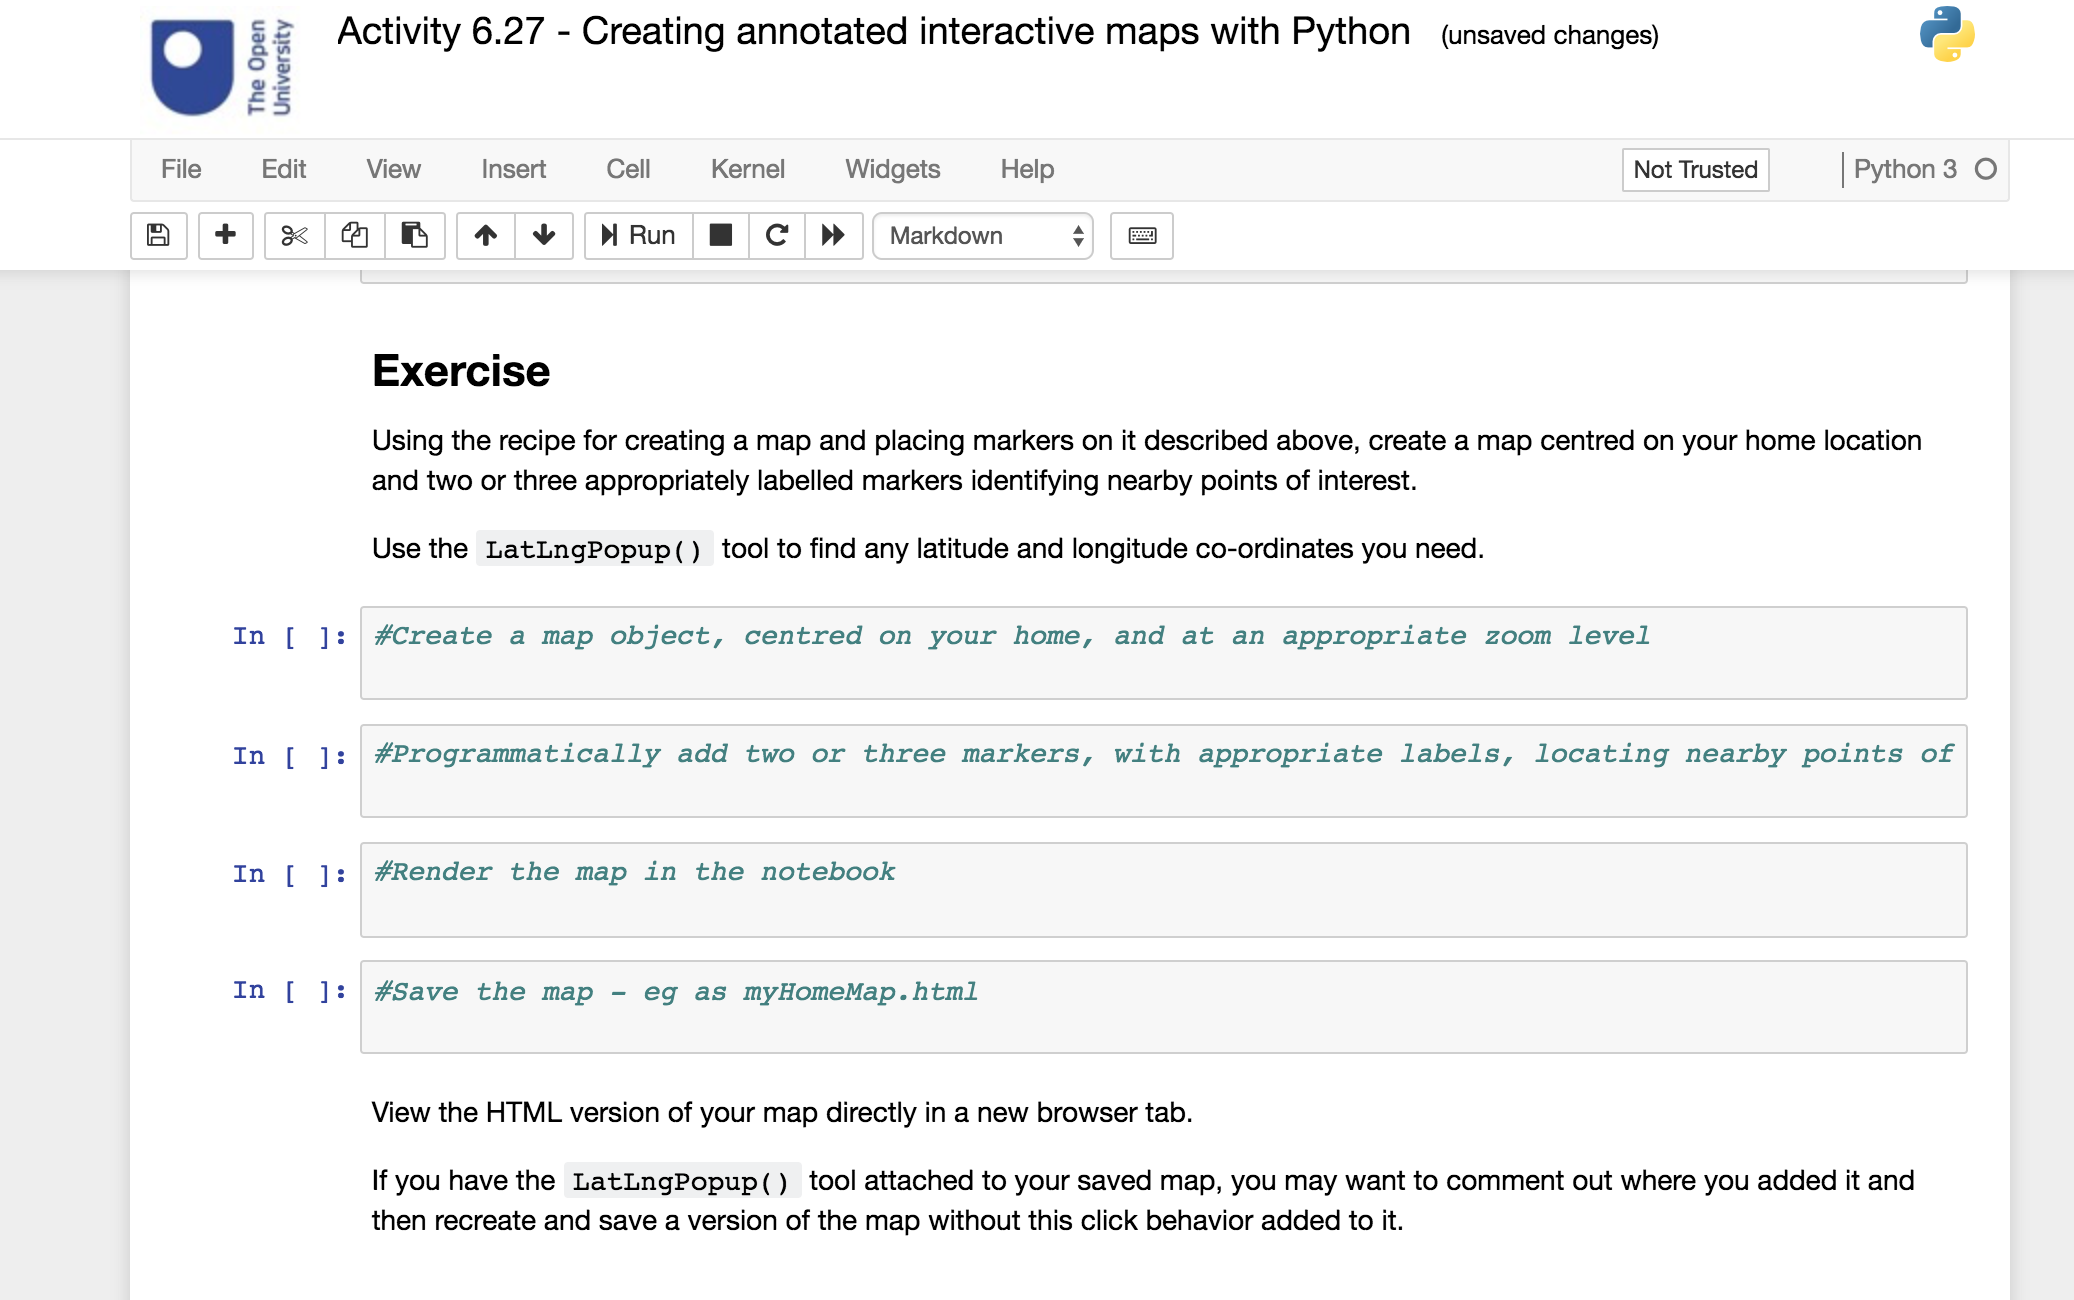 The Open
University
Activity 6.27 - Creating annotated interactive maps with Python (unsaved changes)
File Edit View Insert Cell Kernel Widgets Help Not Trusted Python 3
Run Markdown
Exercise
Using the recipe for creating a map and placing markers on it described above, create a map centred on your home location
and two or three appropriately labelled markers identifying nearby points of interest.
Use the LatLngPopup() tool to find any latitude and longitude co-ordinates you need.
In [ ]: #Create a map object, centred on your home, and at an appropriate zoom level
In [ ]: #Programmatically add two or three markers, with appropriate labels, locating nearby points of
In [ ]: #Render the map in the notebook
In [ ]: #Save the map - eg as myHomeMap.html
View the HTML version of your map directly in a new browser tab.
If you have the LatLngPopup() tool attached to your saved map, you may want to comment out where you added it and
then recreate and save a version of the map without this click behavior added to it.